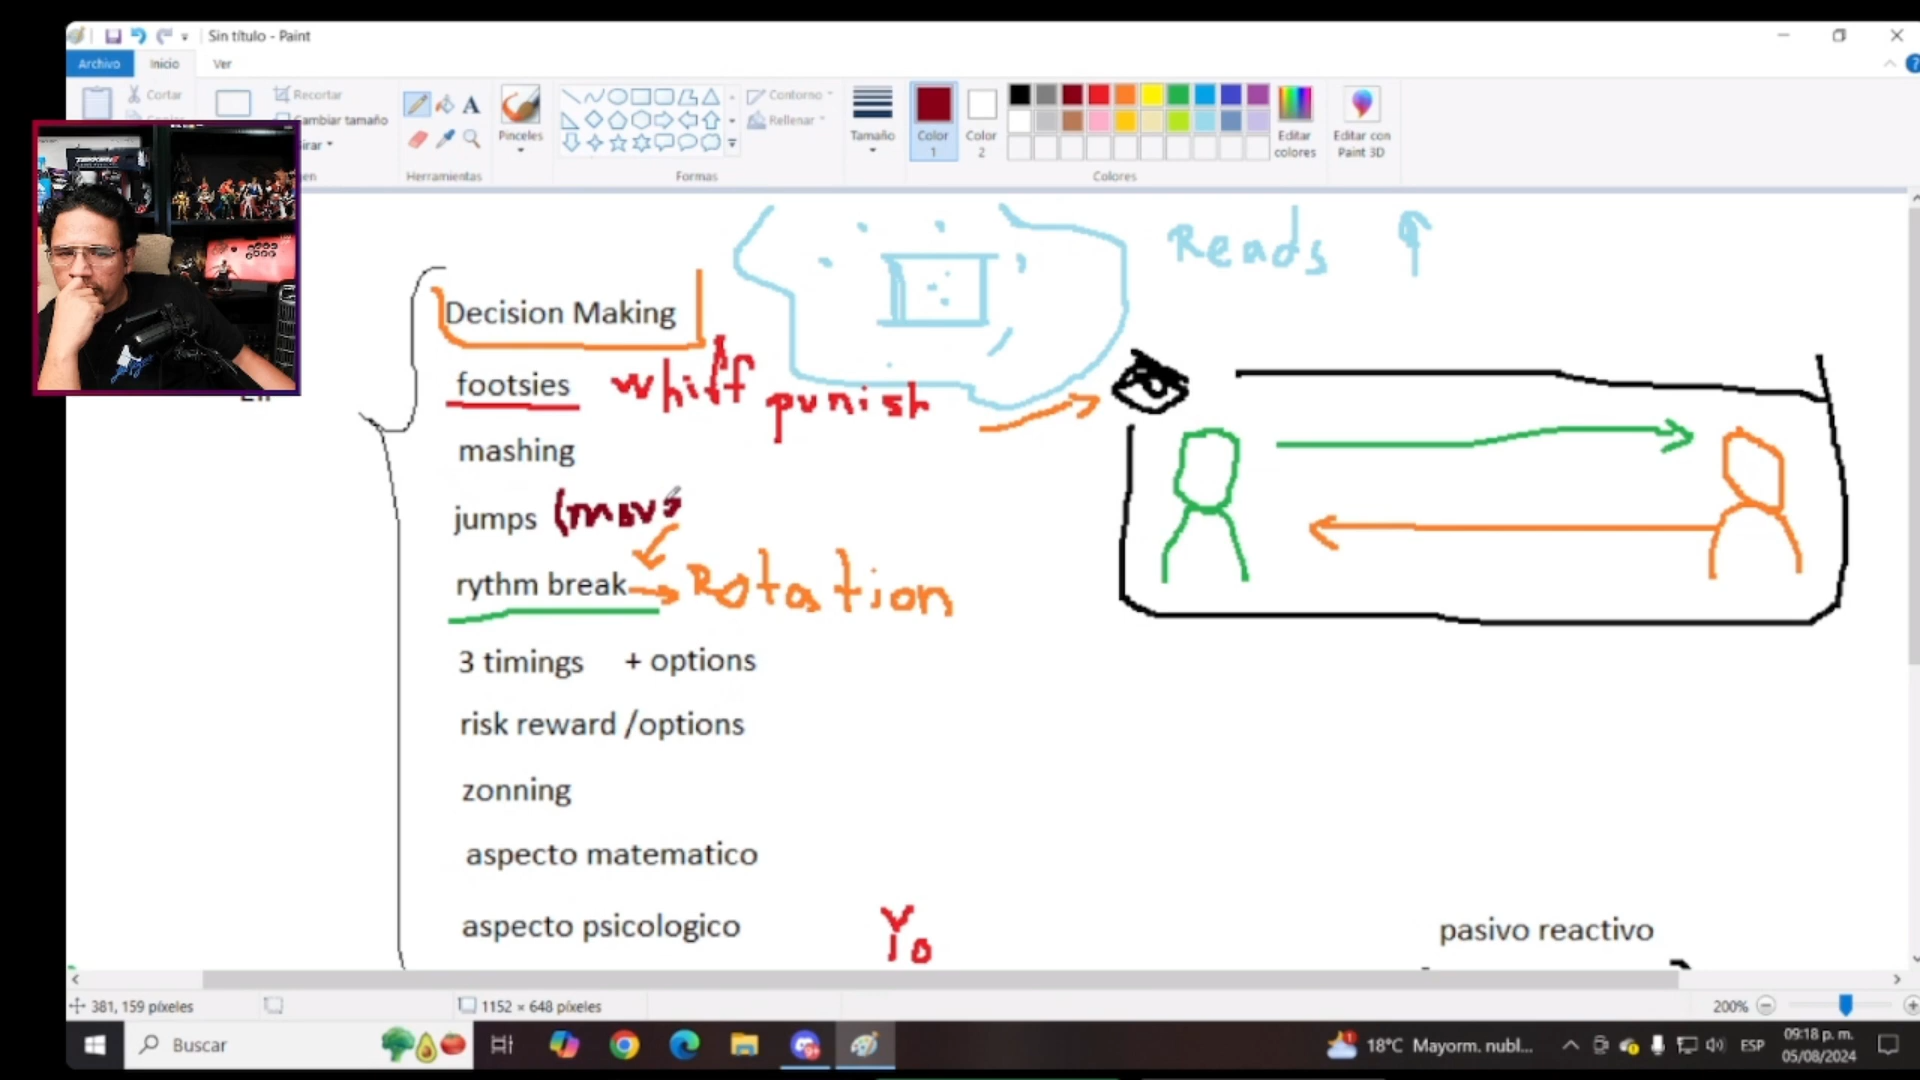 Sin título - Paint
Archivo
Inicio
Ver
Cortar
Recortar
Cambiar tamaño
Herramientas
Pinceles
Formas
Contorno
Rellenar
Tamaño
Color 1
Color 2
Editar colores
Editar con Paint 3D
Colores
TEKKEN 8
Reads
Decision Making
footsies whiff punish
mashing
jumps (mov
rythm break Rotation
3 timings + options
risk reward /options
zonning
aspecto matematico
aspecto psicologico
Yo
pasivo reactivo
381, 159 píxeles
1152 × 648 píxeles
200%
Buscar
18°C Mayorm. nubl...
ESP
09:18 p. m.
05/08/2024